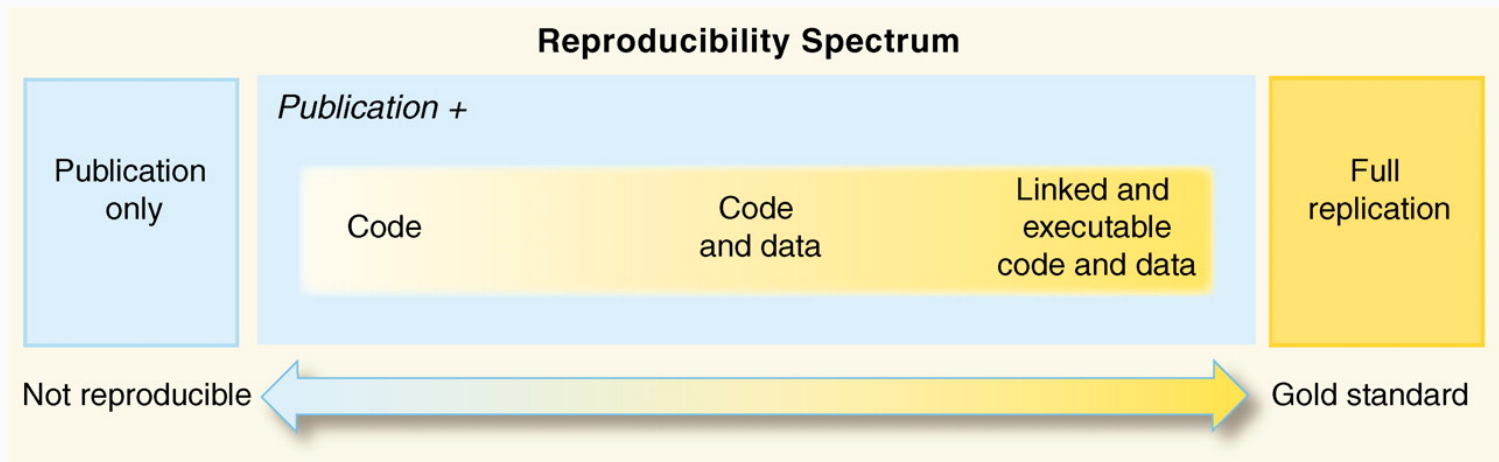 Reproducibility Spectrum
Publication +
Publication
only
Code
Code
and data
Linked and
executable
code and data
Full
replication
Not reproducible
Gold standard